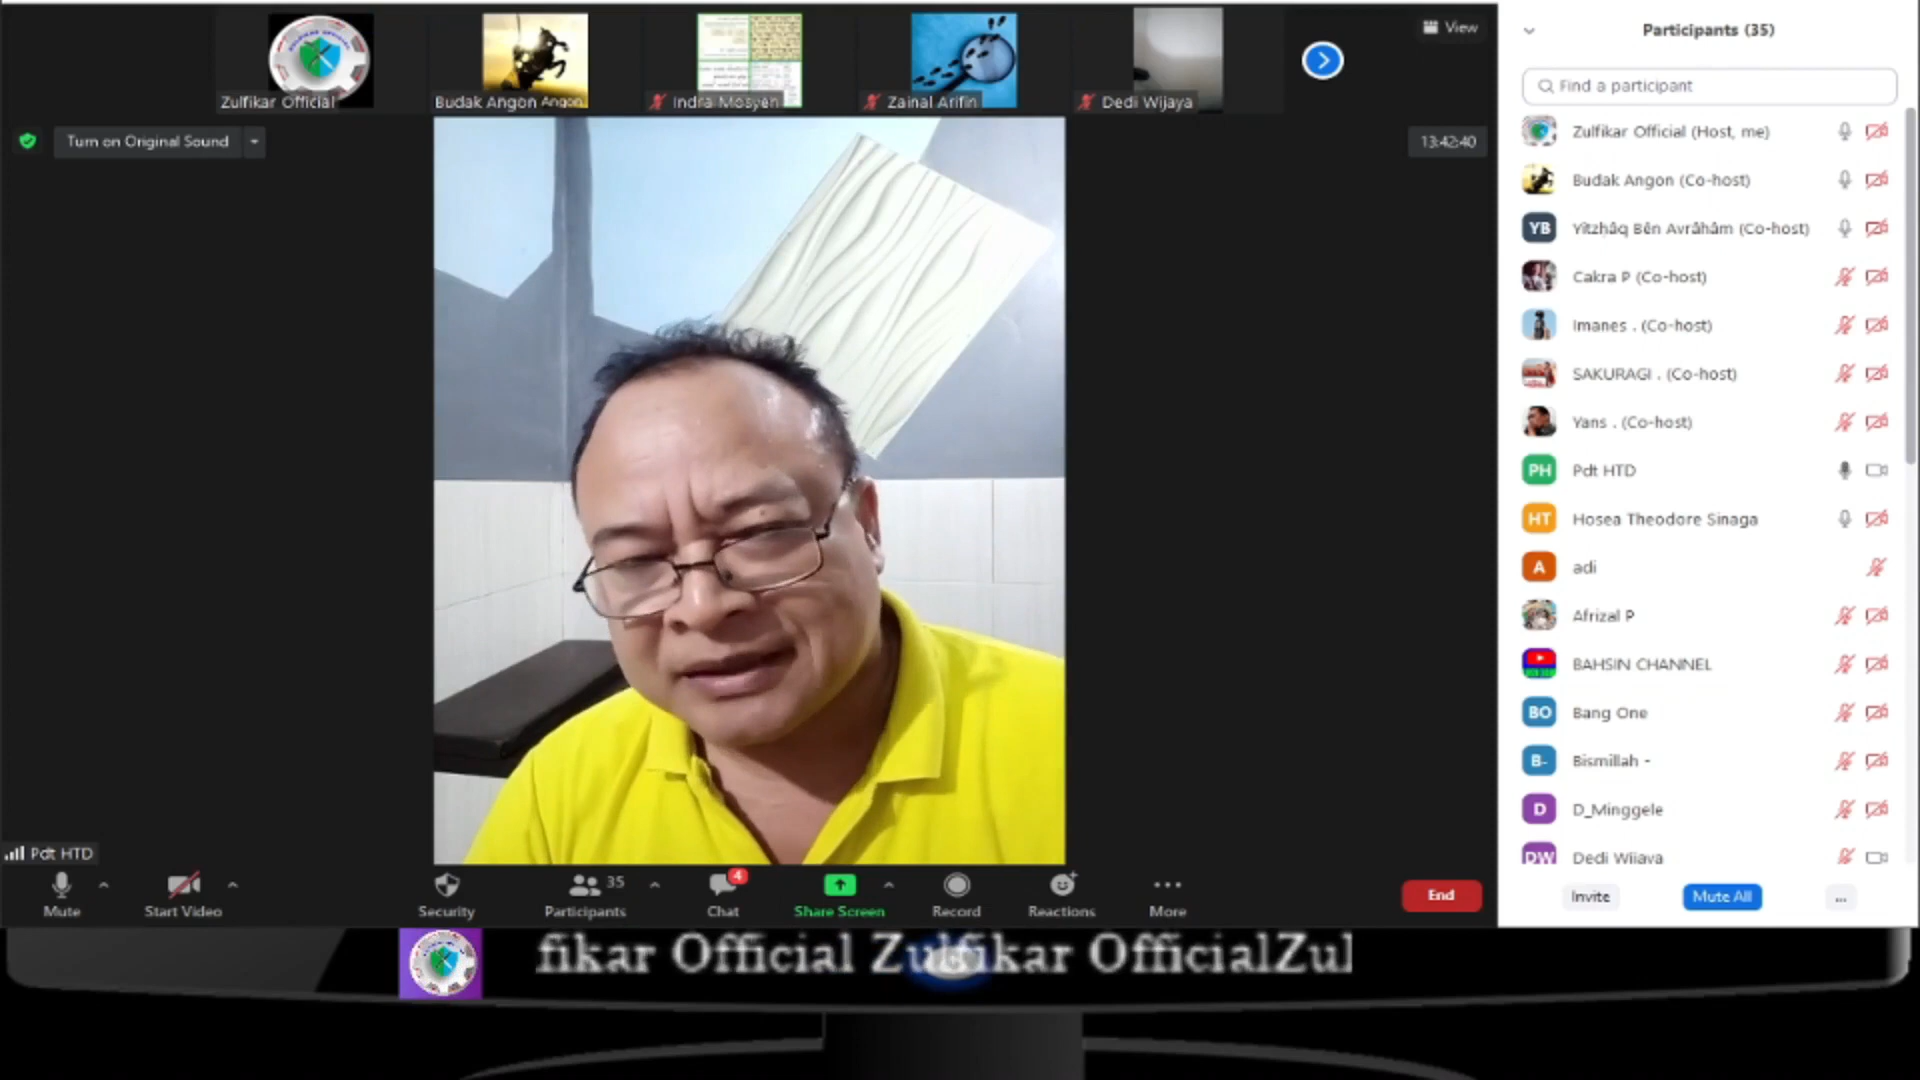 Zulfikar Official
Budak Angon Angon
Indra Mosyen
Zainal Arifin
Dedi Wijaya
View
Turn on Original Sound
13:42:40
Pdt HTD
Mute
Start Video
Security
35
Participants
4
Chat
Share Screen
Record
Reactions
More
End
Participants (35)
Find a participant
Zulfikar Official (Host, me)
Budak Angon (Co-host)
YB Yïtzhâq Bên Avrâhâm (Co-host)
Cakra P (Co-host)
Imanes . (Co-host)
SAKURAGI . (Co-host)
Yans . (Co-host)
PH Pdt HTD
HT Hosea Theodore Sinaga
A adi
Afrizal P
BAHSIN CHANNEL
BO Bang One
B- Bismillah -
D D_Minggele
DW Dedi Wijaya
Invite
Mute All
...
fikar Official Zulfikar OfficialZul